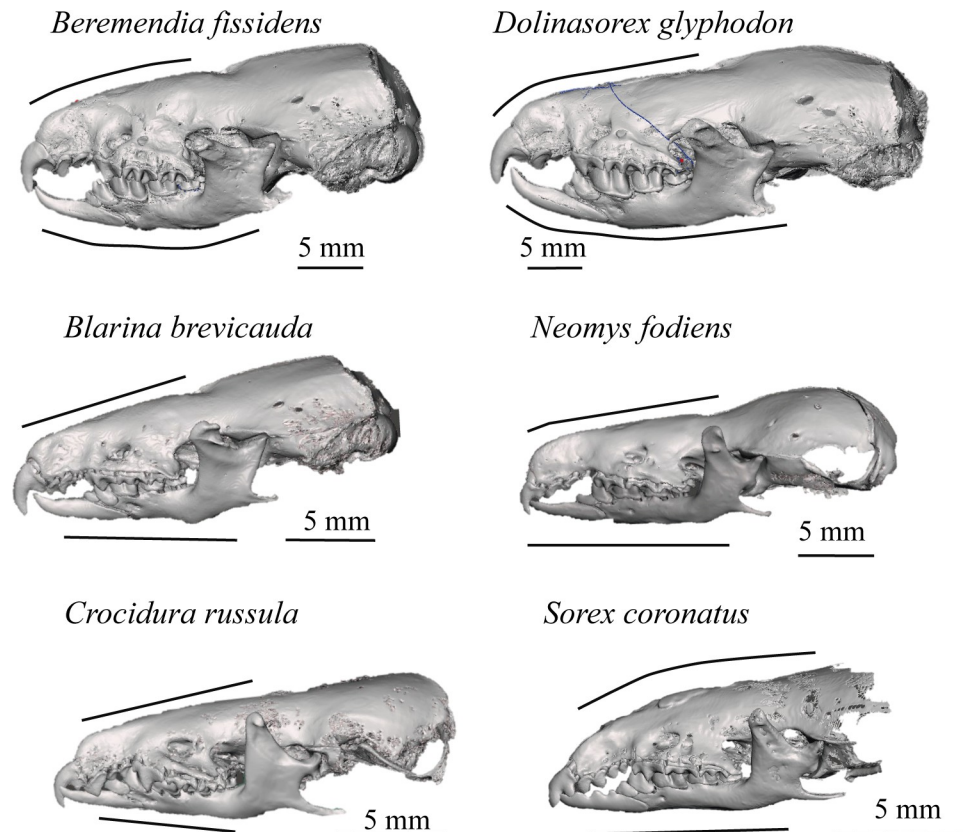 Beremendia fissidens
Dolinasorex glyphodon
5 mm
5 mm
Blarina brevicauda
Neomys fodiens
5 mm
5 mm
Crocidura russula
Sorex coronatus
5 mm
5 mm